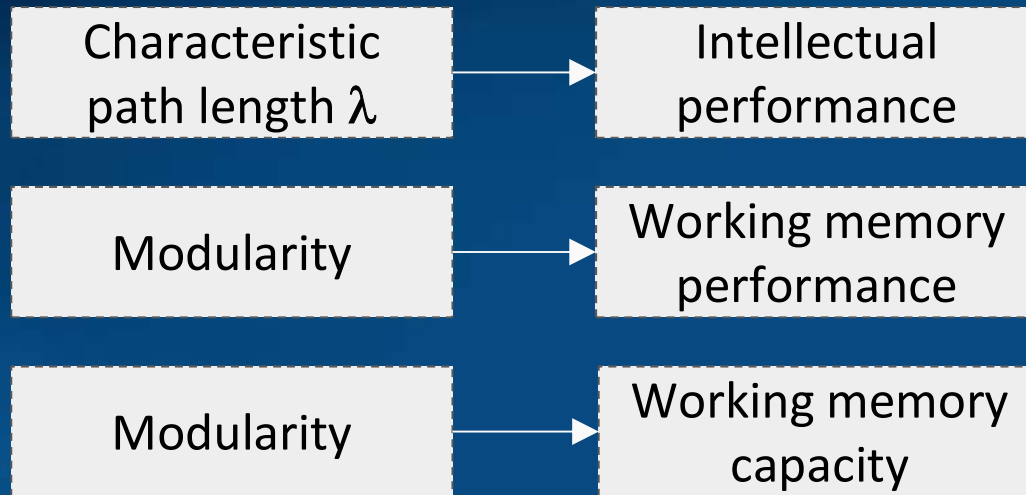 Characteristic
path length λ
Intellectual
performance
Modularity
Working memory
performance
Modularity
Working memory
capacity